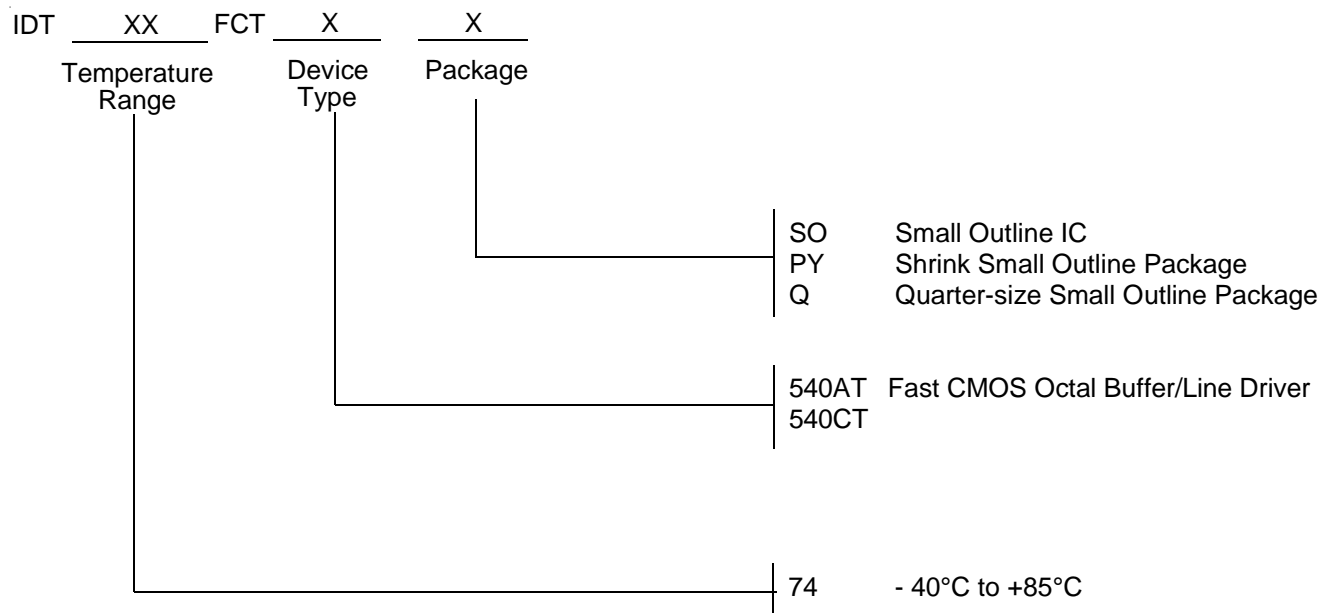 IDT XX FCT X X
Temperature Range
Device Type
Package
SO Small Outline IC
PY Shrink Small Outline Package
Q Quarter-size Small Outline Package
540AT Fast CMOS Octal Buffer/Line Driver
540CT
74 - 40°C to +85°C